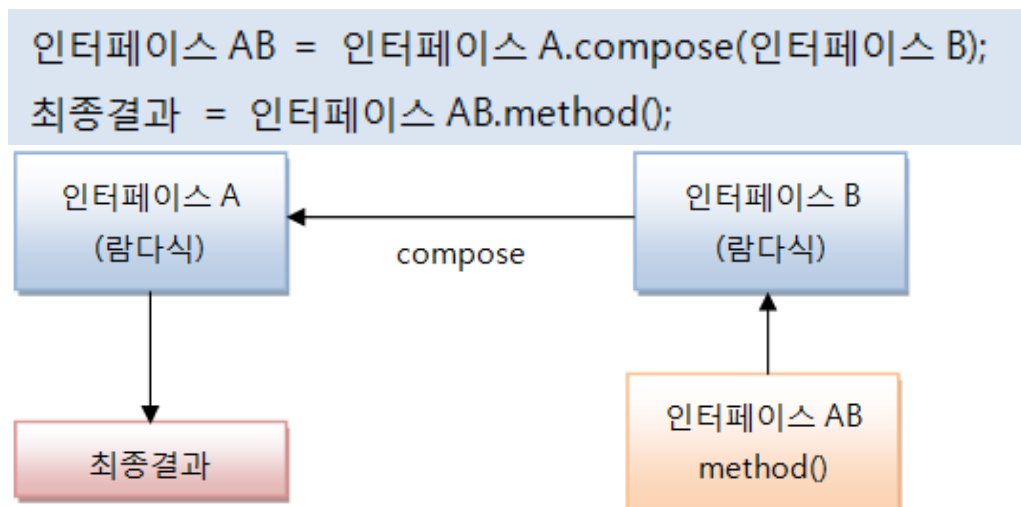 인터페이스 AB = 인터페이스 A.compose(인터페이스 B);
최종결과 = 인터페이스 AB.method();
인터페이스 A
(람다식)
compose
인터페이스 B
(람다식)
최종결과
인터페이스 AB
method()